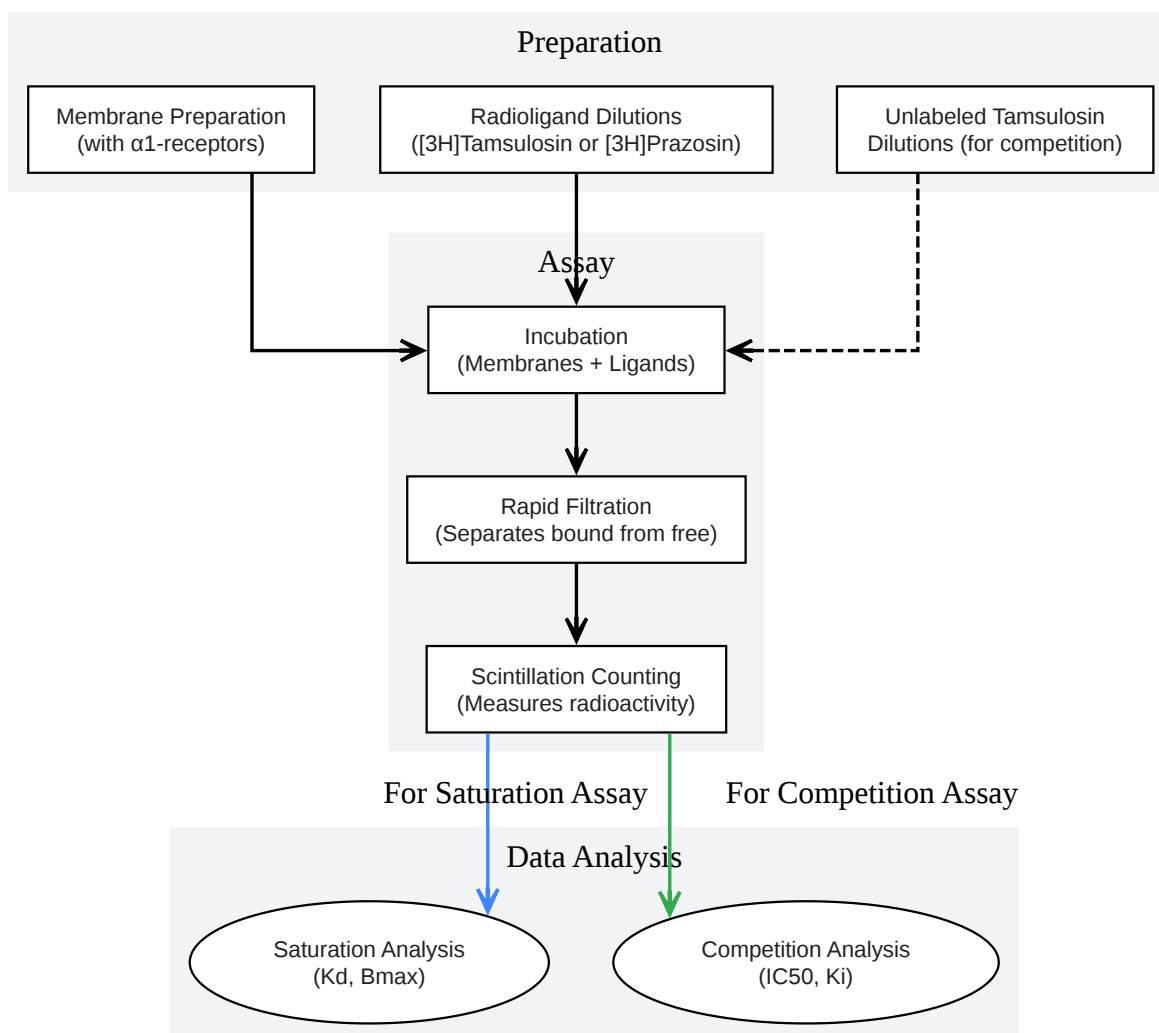 Preparation
Membrane Preparation
(with α1-receptors)
Radioligand Dilutions
([3H]Tamsulosin or [3H]Prazosin)
Unlabeled Tamsulosin
Dilutions (for competition)
Assay
Incubation
(Membranes + Ligands)
Rapid Filtration
(Separates bound from free)
Scintillation Counting
(Measures radioactivity)
For Saturation Assay
For Competition Assay
Data Analysis
Saturation Analysis
(Kd, Bmax)
Competition Analysis
(IC50, Ki)